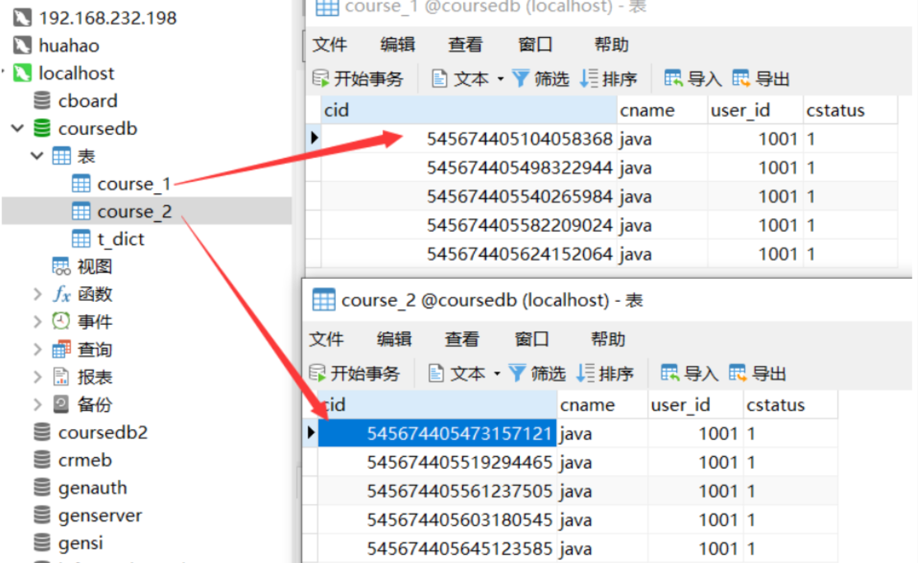 192.168.232.198
huahao
localhost
cboard
coursedb
表
course_1
course_2
t_dict
视图
fx 函数
事件
查询
报表
备份
coursedb2
crmeb
genauth
genserver
gensi
course_1 @coursedb (localhost) - 表
文件 编辑 查看 窗口 帮助
开始事务 文本 筛选 排序 导入 导出
cid cname user_id cstatus
545674405104058368 java 1001 1
545674405498322944 java 1001 1
545674405540265984 java 1001 1
545674405582209024 java 1001 1
545674405624152064 java 1001 1
course_2 @coursedb (localhost) - 表
文件 编辑 查看 窗口 帮助
开始事务 文本 筛选 排序 导入 导出
cid cname user_id cstatus
545674405473157121 java 1001 1
545674405519294465 java 1001 1
545674405561237505 java 1001 1
545674405603180545 java 1001 1
545674405645123585 java 1001 1